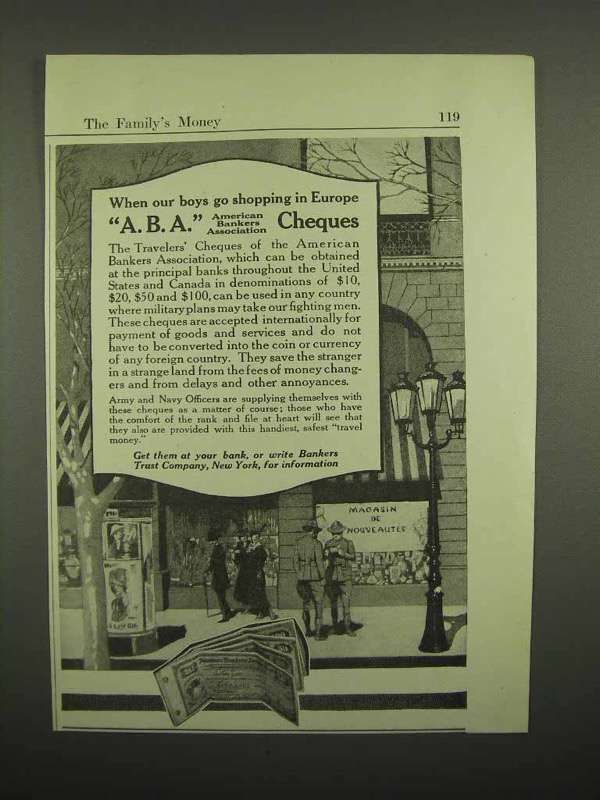 The Family's Money 119
When our boys go shopping in Europe
"A.B.A." American Bankers Association Cheques
The Travelers' Cheques of the American
Bankers Association, which can be obtained
at the principal banks throughout the United
States and Canada in denominations of $10,
$20, $50 and $100, can be used in any country
where military plans may take our fighting men.
These cheques are accepted internationally for
payment of goods and services and do not
have to be converted into the coin or currency
of any foreign country. They save the stranger
in a strange land from the fees of money chang-
ers and from delays and other annoyances.
Army and Navy Officers are supplying themselves with
these cheques as a matter of course; those who have
the comfort of the rank and file at heart will see that
they also are provided with this handiest, safest "travel
money."
Get them at your bank, or write Bankers
Trust Company, New York, for information
MAGASIN
DE
NOUVEAUTES